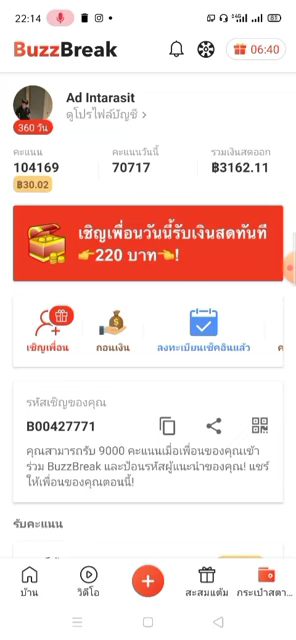 22:14
63
BuzzBreak
06:40
Ad Intarasit
ดูโปรไฟล์บัญชี >
360 วัน
คะแนน
คะแนนวันนี้
รวมเงินสดออก
104169
70717
฿3162.11
฿30.02
เชิญเพื่อนวันนี้รับเงินสดทันที
👉220 บาท👈!
เชิญเพื่อน
ถอนเงิน
ลงทะเบียนเช็คอินแล้ว
รหัสเชิญของคุณ
B00427771
คุณสามารถรับ 9000 คะแนนเมื่อเพื่อนของคุณเข้า
ร่วม BuzzBreak และป้อนรหัสผู้แนะนำของคุณ! แชร์
ให้เพื่อนของคุณตอนนี้!
รับคะแนน
บ้าน
วิดีโอ
สะสมแต้ม
กระเป๋าสตา...